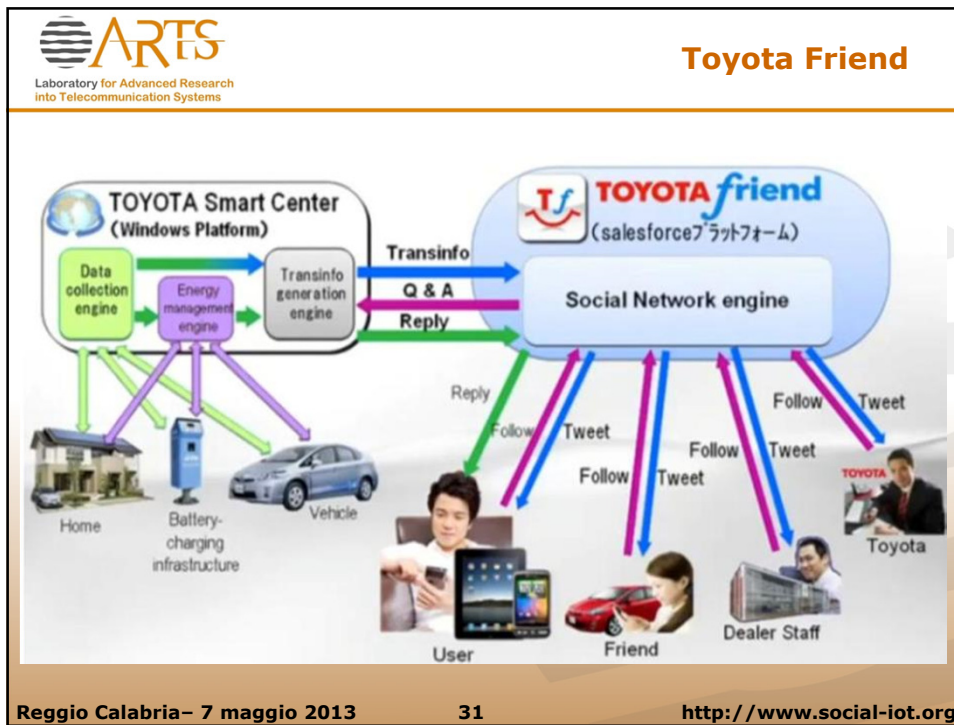 ARTS
Laboratory for Advanced Research
into Telecommunication Systems
Toyota Friend
TOYOTA Smart Center
(Windows Platform)
Data
collection
engine
Energy
management
engine
Transinfo
generation
engine
Transinfo
Q & A
Reply
Tf
TOYOTA friend
(salesforceプラットフォーム)
Social Network engine
Reply
Follow
Tweet
Follow
Tweet
Follow
Tweet
Follow
Tweet
Home
Battery-
charging
infrastructure
Vehicle
User
Friend
Dealer Staff
TOYOTA
Toyota
Reggio Calabria– 7 maggio 2013
31
http://www.social-iot.org